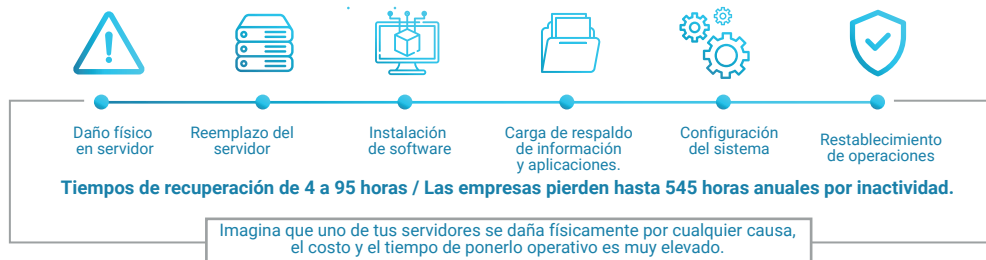 Daño físico
en servidor
Reemplazo del
servidor
Instalación
de software
Carga de respaldo
de información
y aplicaciones.
Configuración
del sistema
Restablecimiento
de operaciones
Tiempos de recuperación de 4 a 95 horas / Las empresas pierden hasta 545 horas anuales por inactividad.
Imagina que uno de tus servidores se daña físicamente por cualquier causa,
el costo y el tiempo de ponerlo operativo es muy elevado.